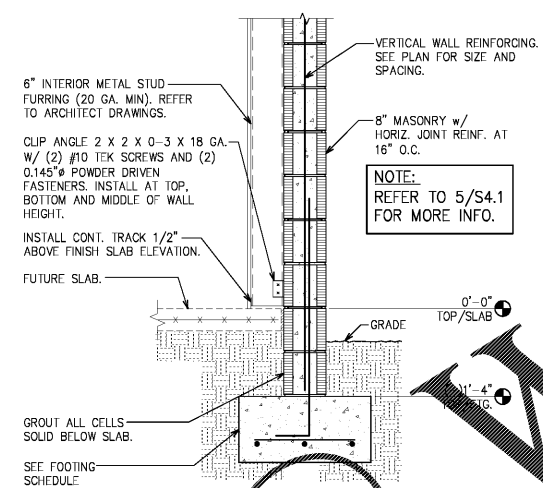 VERTICAL WALL REINFORCING.
SEE PLAN FOR SIZE AND
SPACING.
6" INTERIOR METAL STUD
FURRING (20 GA. MIN). REFER
TO ARCHITECT DRAWINGS.
8" MASONRY w/
HORIZ. JOINT REINF. AT
16" O.C.
CLIP ANGLE 2 X 2 X 0-3 X 18 GA.
W/ (2) #10 TEK SCREWS AND (2)
0.145"ø POWDER DRIVEN
FASTENERS. INSTALL AT TOP,
BOTTOM AND MIDDLE OF WALL
HEIGHT.
NOTE:
REFER TO 5/S4.1
FOR MORE INFO.
INSTALL CONT. TRACK 1/2"
ABOVE FINISH SLAB ELEVATION.
FUTURE SLAB.
0'-0"
TOP/SLAB
GRADE
1'-4"
GROUT ALL CELLS
SOLID BELOW SLAB.
SEE FOOTING
SCHEDULE